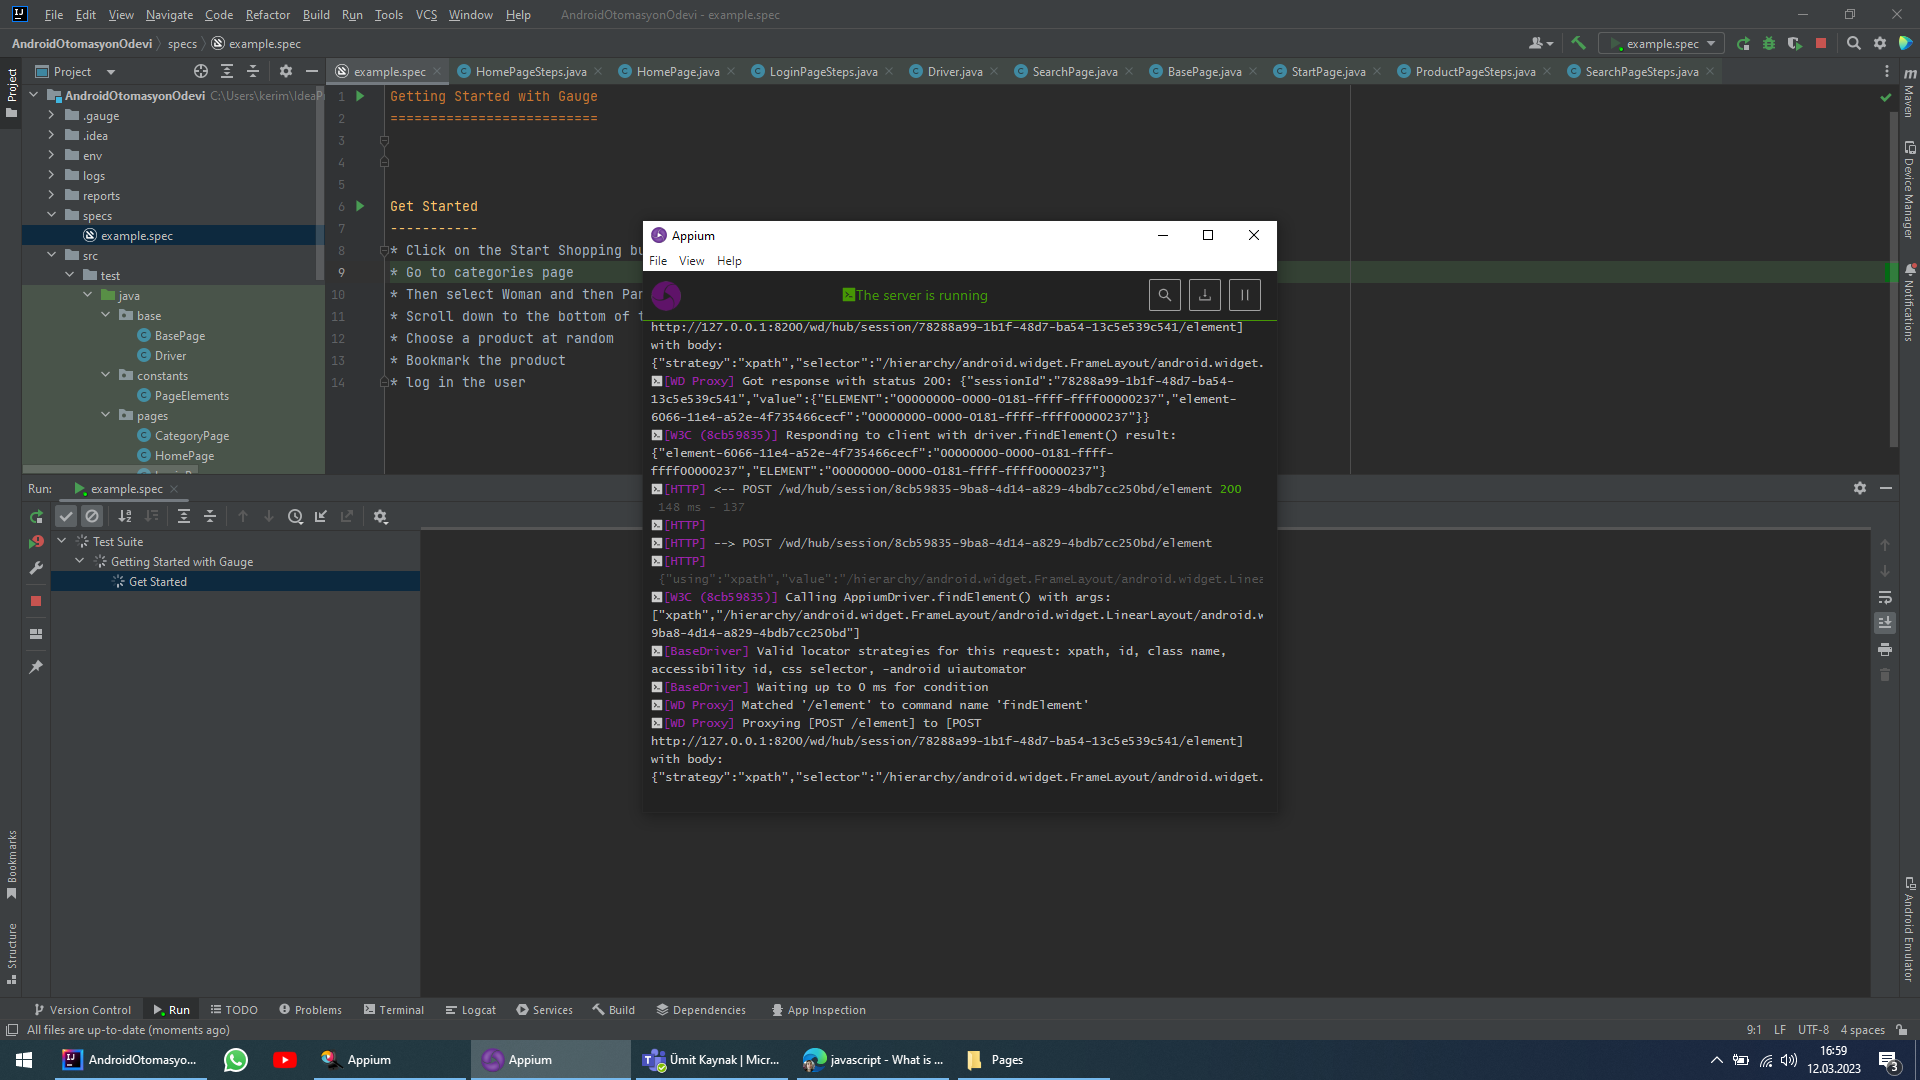 File Edit View Navigate Code Refactor Build Run Tools VCS Window Help AndroidOtomasyonOdevi - example.spec
AndroidOtomasyonOdevi specs example.spec
example.spec
Project
example.spec HomePageSteps.java HomePage.java LoginPageSteps.java Driver.java SearchPage.java BasePage.java StartPage.java ProductPageSteps.java SearchPageSteps.java
Project
AndroidOtomasyonOdevi C:\Users\kerim\IdeaPr
.gauge
.idea
env
logs
reports
specs
example.spec
src
test
java
base
BasePage
Driver
constants
PageElements
pages
CategoryPage
HomePage
1 Getting Started with Gauge
2 ==========================
3
4
5
6 Get Started
7 -----------
8 * Click on the Start Shopping bu
9 * Go to categories page
10 * Then select Woman and then Pan
11 * Scroll down to the bottom of t
12 * Choose a product at random
13 * Bookmark the product
14 * log in the user
Maven
Device Manager
Notifications
Android Emulator
Appium
File View Help
The server is running
http://127.0.0.1:8200/wd/hub/session/78288a99-1b1f-48d7-ba54-13c5e539c541/element]
with body:
{"strategy":"xpath","selector":"/hierarchy/android.widget.FrameLayout/android.widget.
[WD Proxy] Got response with status 200: {"sessionId":"78288a99-1b1f-48d7-ba54-
13c5e539c541","value":{"ELEMENT":"00000000-0000-0181-ffff-ffff00000237","element-
6066-11e4-a52e-4f735466cecf":"00000000-0000-0181-ffff-ffff00000237"}}
[W3C (8cb59835)] Responding to client with driver.findElement() result:
{"element-6066-11e4-a52e-4f735466cecf":"00000000-0000-0181-ffff-
ffff00000237","ELEMENT":"00000000-0000-0181-ffff-ffff00000237"}
[HTTP] <-- POST /wd/hub/session/8cb59835-9ba8-4d14-a829-4bdb7cc250bd/element 200
148 ms - 137
[HTTP]
[HTTP] --> POST /wd/hub/session/8cb59835-9ba8-4d14-a829-4bdb7cc250bd/element
[HTTP]
{"using":"xpath","value":"/hierarchy/android.widget.FrameLayout/android.widget.Linea
[W3C (8cb59835)] Calling AppiumDriver.findElement() with args:
["xpath","/hierarchy/android.widget.FrameLayout/android.widget.LinearLayout/android.w
9ba8-4d14-a829-4bdb7cc250bd"]
[BaseDriver] Valid locator strategies for this request: xpath, id, class name,
accessibility id, css selector, -android uiautomator
[BaseDriver] Waiting up to 0 ms for condition
[WD Proxy] Matched '/element' to command name 'findElement'
[WD Proxy] Proxying [POST /element] to [POST
http://127.0.0.1:8200/wd/hub/session/78288a99-1b1f-48d7-ba54-13c5e539c541/element]
with body:
{"strategy":"xpath","selector":"/hierarchy/android.widget.FrameLayout/android.widget.
Run: example.spec
Test Suite
Getting Started with Gauge
Get Started
Bookmarks
Structure
Version Control Run TODO Problems Terminal Logcat Services Build Dependencies App Inspection
All files are up-to-date (moments ago) 9:1 LF UTF-8 4 spaces
AndroidOtomasyo... Appium Appium Ümit Kaynak | Micr... javascript - What is ... Pages
16:59
12.03.2023
3